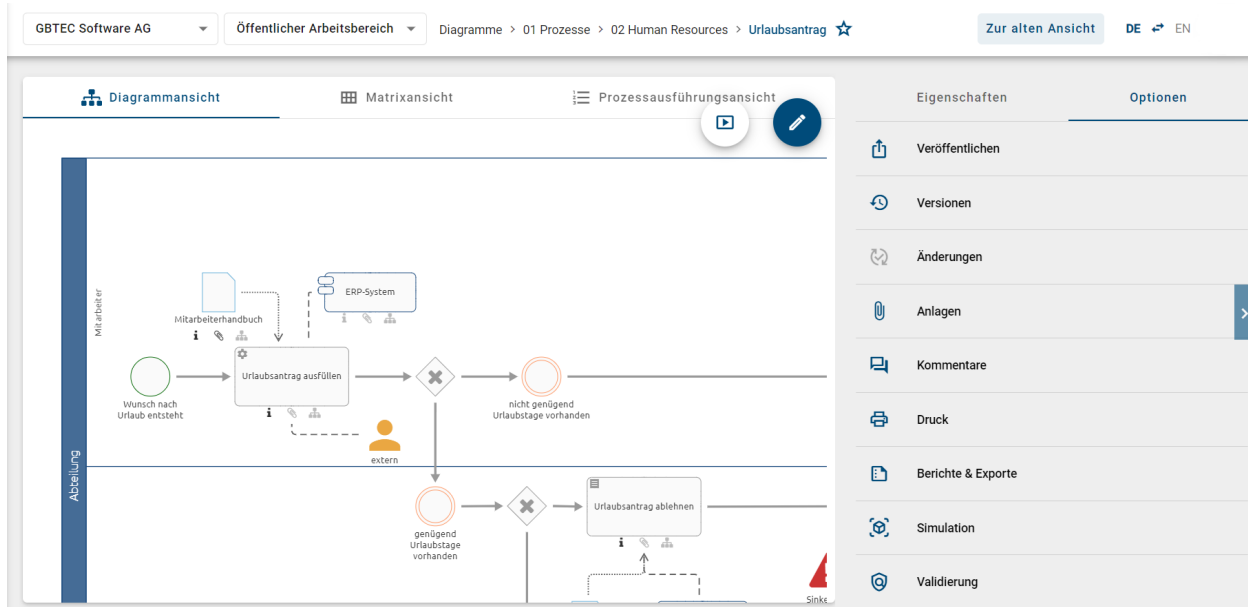 GBTEC Software AG
Öffentlicher Arbeitsbereich
Diagramme > 01 Prozesse > 02 Human Resources > Urlaubsantrag
Zur alten Ansicht
DE
EN
Diagrammansicht
Matrixansicht
Prozessausführungsansicht
Eigenschaften
Optionen
Veröffentlichen
Versionen
Änderungen
Anlagen
Kommentare
Druck
Berichte & Exporte
Simulation
Validierung
Abteilung
Mitarbeiter
Mitarbeiterhandbuch
ERP-System
Wunsch nach
Urlaub entsteht
Urlaubsantrag ausfüllen
nicht genügend
Urlaubstage vorhanden
extern
genügend
Urlaubstage
vorhanden
Urlaubsantrag ablehnen
Sinke